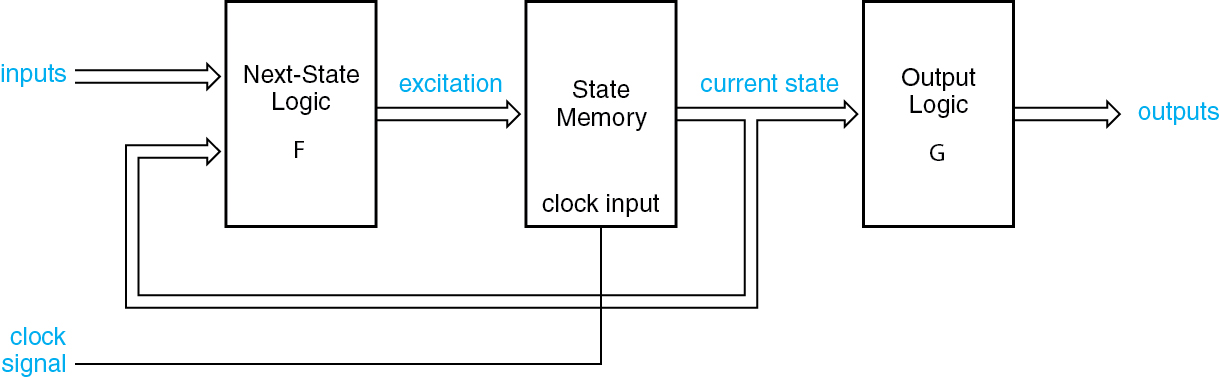 inputs
Next-State
Logic
F
excitation
State
Memory
clock input
current state
Output
Logic
G
outputs
clock
signal